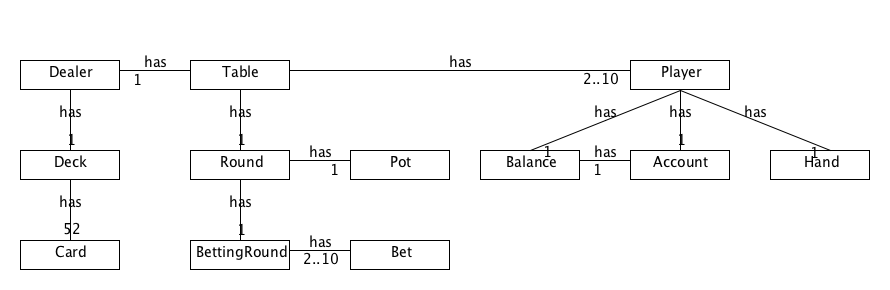 has
has
Dealer
Table
Player
1
2..10
has
has
has
has
has
1
1
1
Deck
Round
has
Pot
Balance
1
has
Account
Hand
1
1
1
has
has
52
1
Card
BettingRound
has
Bet
2..10